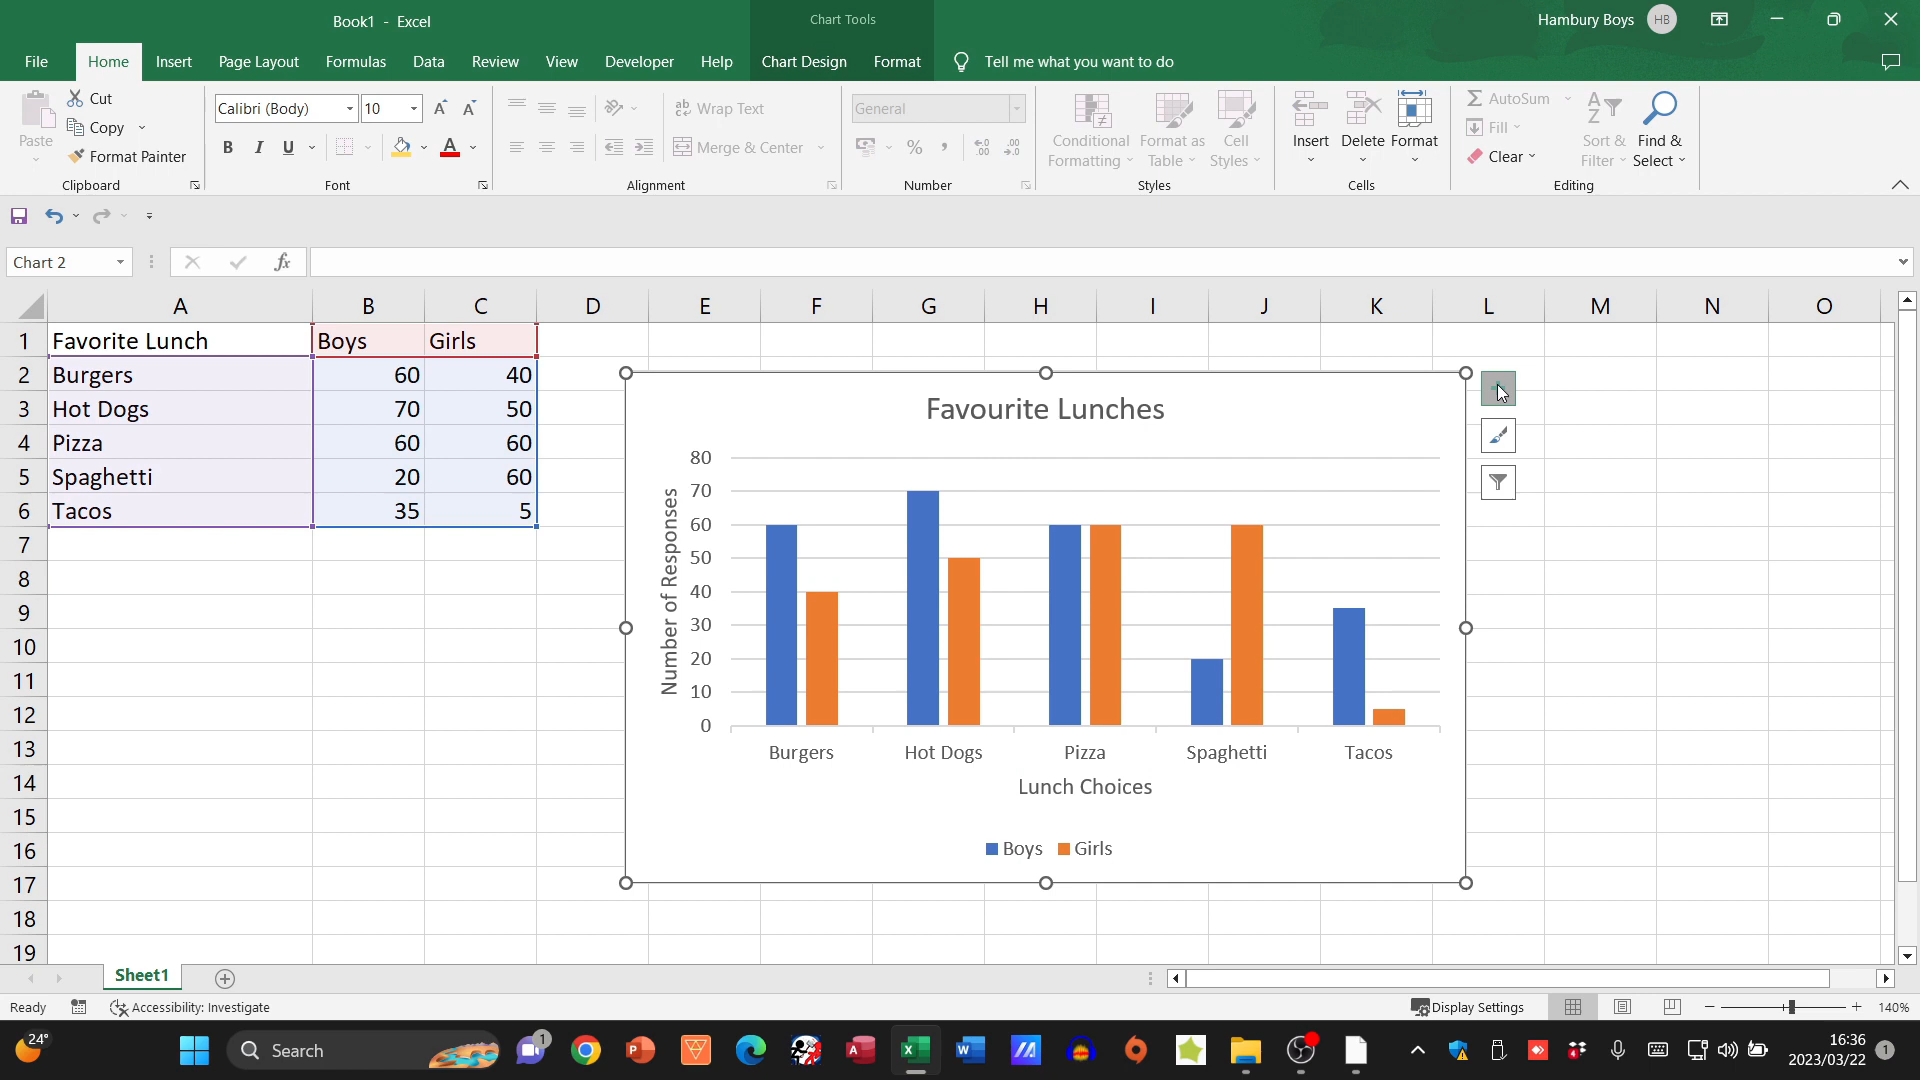 Book1 - Excel
Chart Tools
Hambury Boys HB
File Home Insert Page Layout Formulas Data Review View Developer Help Chart Design Format Tell me what you want to do
Paste
Cut
Copy
Format Painter
Clipboard
Calibri (Body) 10
B I U
Font
Wrap Text
Merge & Center
Alignment
General
Number
Conditional Formatting
Format as Table
Cell Styles
Styles
Insert
Delete
Format
Cells
AutoSum
Fill
Clear
Sort & Filter
Find & Select
Editing
Chart 2
fx
A B C D E F G H I J K L M N O
1 Favorite Lunch Boys Girls
2 Burgers 60 40
3 Hot Dogs 70 50
4 Pizza 60 60
5 Spaghetti 20 60
6 Tacos 35 5
7
8
9
10
11
12
13
14
15
16
17
18
19
Favourite Lunches
Number of Responses
80
70
60
50
40
30
20
10
0
Burgers Hot Dogs Pizza Spaghetti Tacos
Lunch Choices
Boys Girls
Sheet1
Ready Accessibility: Investigate Display Settings 140%
24°
Search
1
16:36
2023/03/22
1